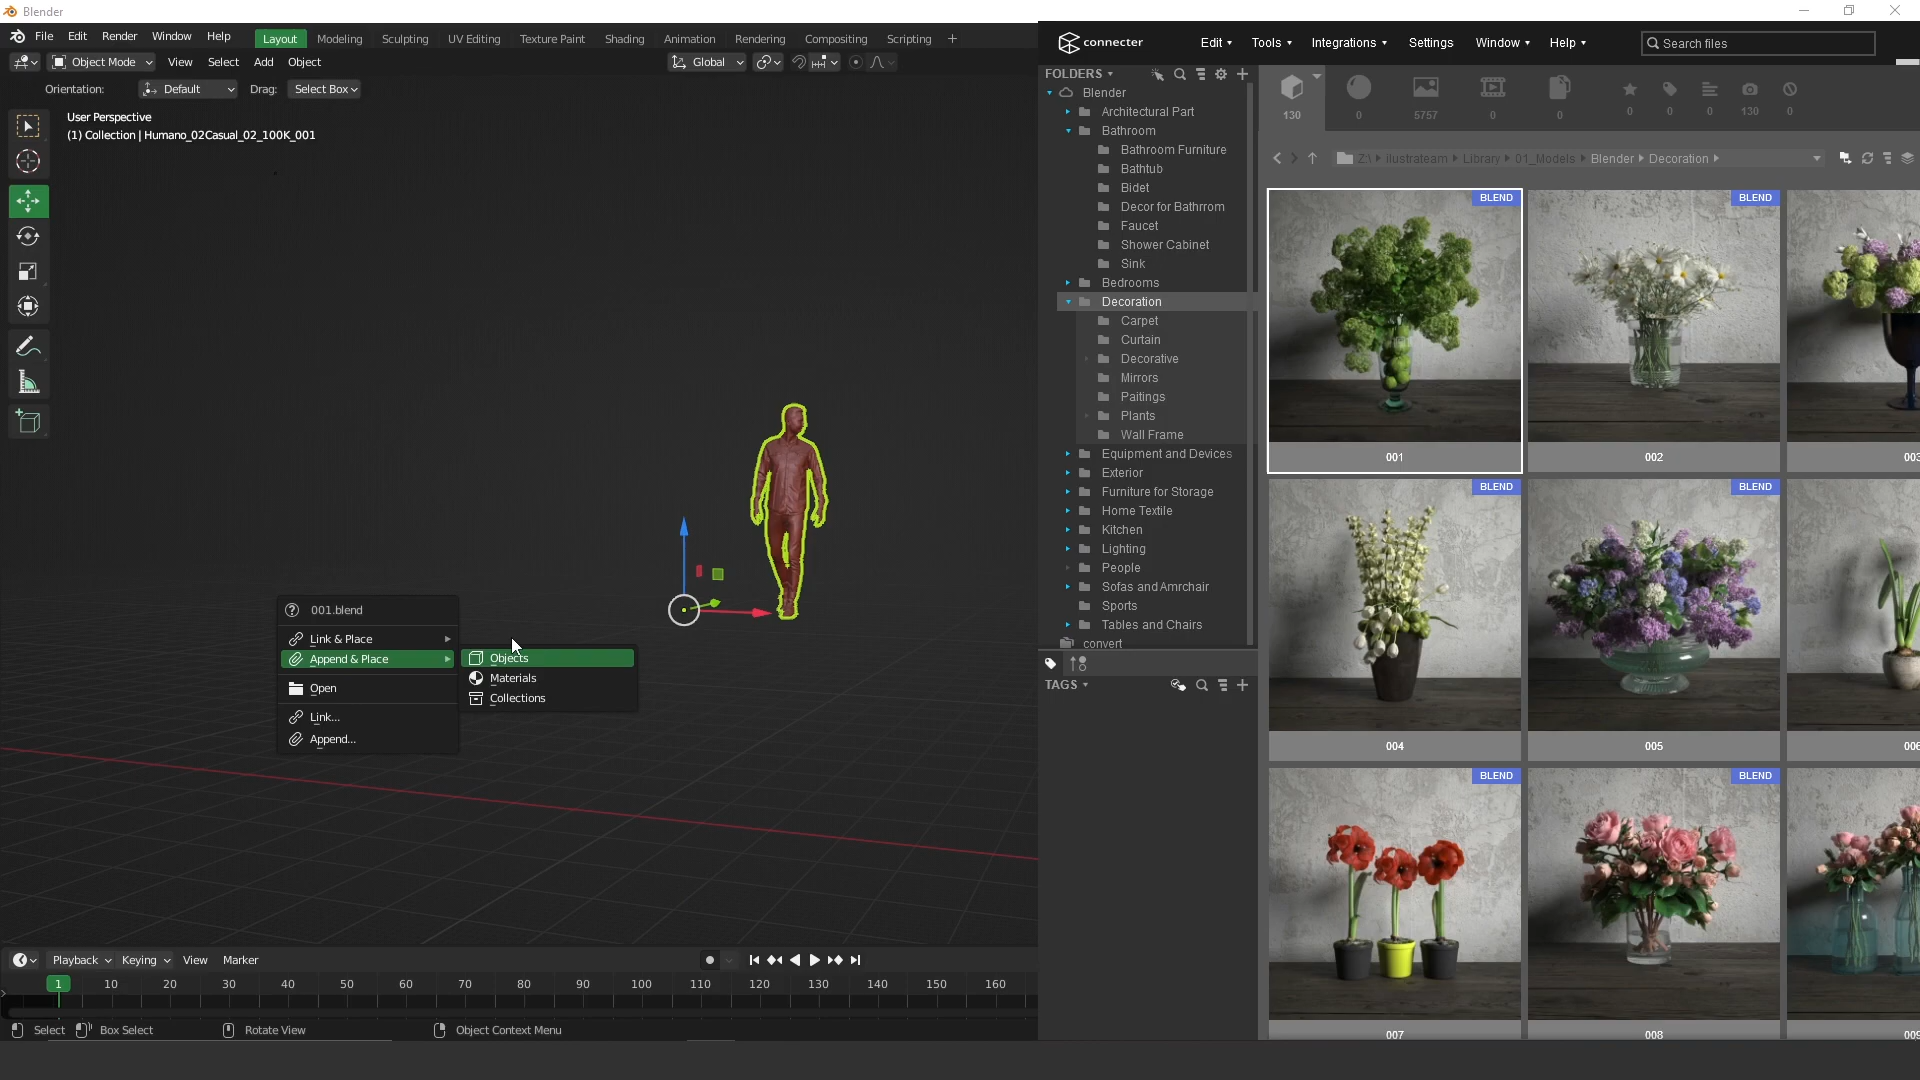 Blender
File Edit Render Window Help Layout Modeling Sculpting UV Editing Texture Paint Shading Animation Rendering Compositing Scripting
Object Mode View Select Add Object Global
Orientation: Default Drag: Select Box
User Perspective
(1) Collection | Humano_02Casual_02_100K_001
001.blend
Link & Place
Append & Place
Open
Link...
Append...
Objects
Materials
Collections
Playback Keying View Marker
1 10 20 30 40 50 60 70 80 90 100 110 120 130 140 150 160
Select Box Select Rotate View Object Context Menu
connecter Edit Tools Integrations Settings Window Help Search files
FOLDERS
Blender
Architectural Part
Bathroom
Bathroom Furniture
Bathtub
Bidet
Decor for Bathrrom
Faucet
Shower Cabinet
Sink
Bedrooms
Decoration
Carpet
Curtain
Decorative
Mirrors
Paitings
Plants
Wall Frame
Equipment and Devices
Exterior
Furniture for Storage
Home Textile
Kitchen
Lighting
People
Sofas and Amrchair
Sports
Tables and Chairs
convert
TAGS
130 0 5757 0 0 0 0 0 130 0
Z:\ ilustrateam Library 01_Models Blender Decoration
BLEND BLEND
001 002 003
BLEND BLEND
004 005 006
BLEND BLEND
007 008 009